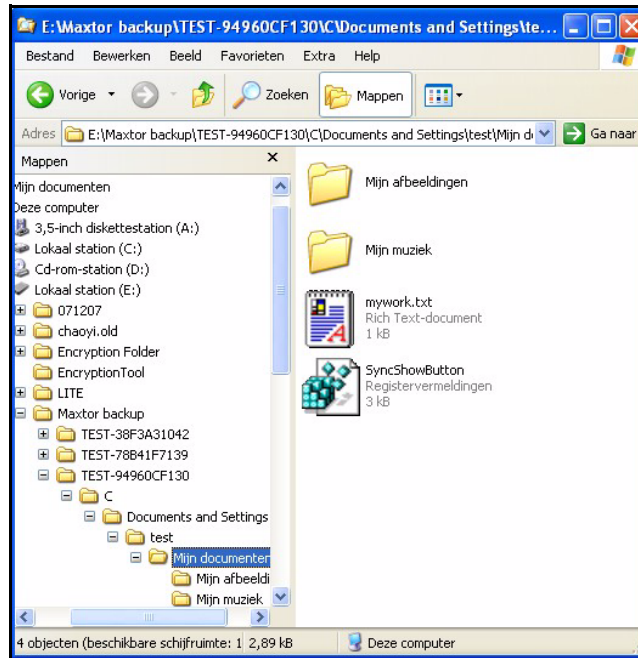 E:\Maxtor backup\TEST-94960CF130\C\Documents and Settings\te...
Bestand Bewerken Beeld Favorieten Extra Help
Vorige Zoeken Mappen
Adres E:\Maxtor backup\TEST-94960CF130\C\Documents and Settings\test\Mijn d Ga naar
Mappen
Mijn documenten
Deze computer
3,5-inch diskettestation (A:)
Lokaal station (C:)
Cd-rom-station (D:)
Lokaal station (E:)
071207
chaoyi.old
Encryption Folder
EncryptionTool
LITE
Maxtor backup
TEST-38F3A31042
TEST-78B41F7139
TEST-94960CF130
C
Documents and Settings
test
Mijn documenten
Mijn afbeeldi
Mijn muziek
Mijn afbeeldingen
Mijn muziek
mywork.txt
Rich Text-document
1 kB
SyncShowButton
Registervermeldingen
3 kB
4 objecten (beschikbare schijfruimte: 1 2,89 kB Deze computer